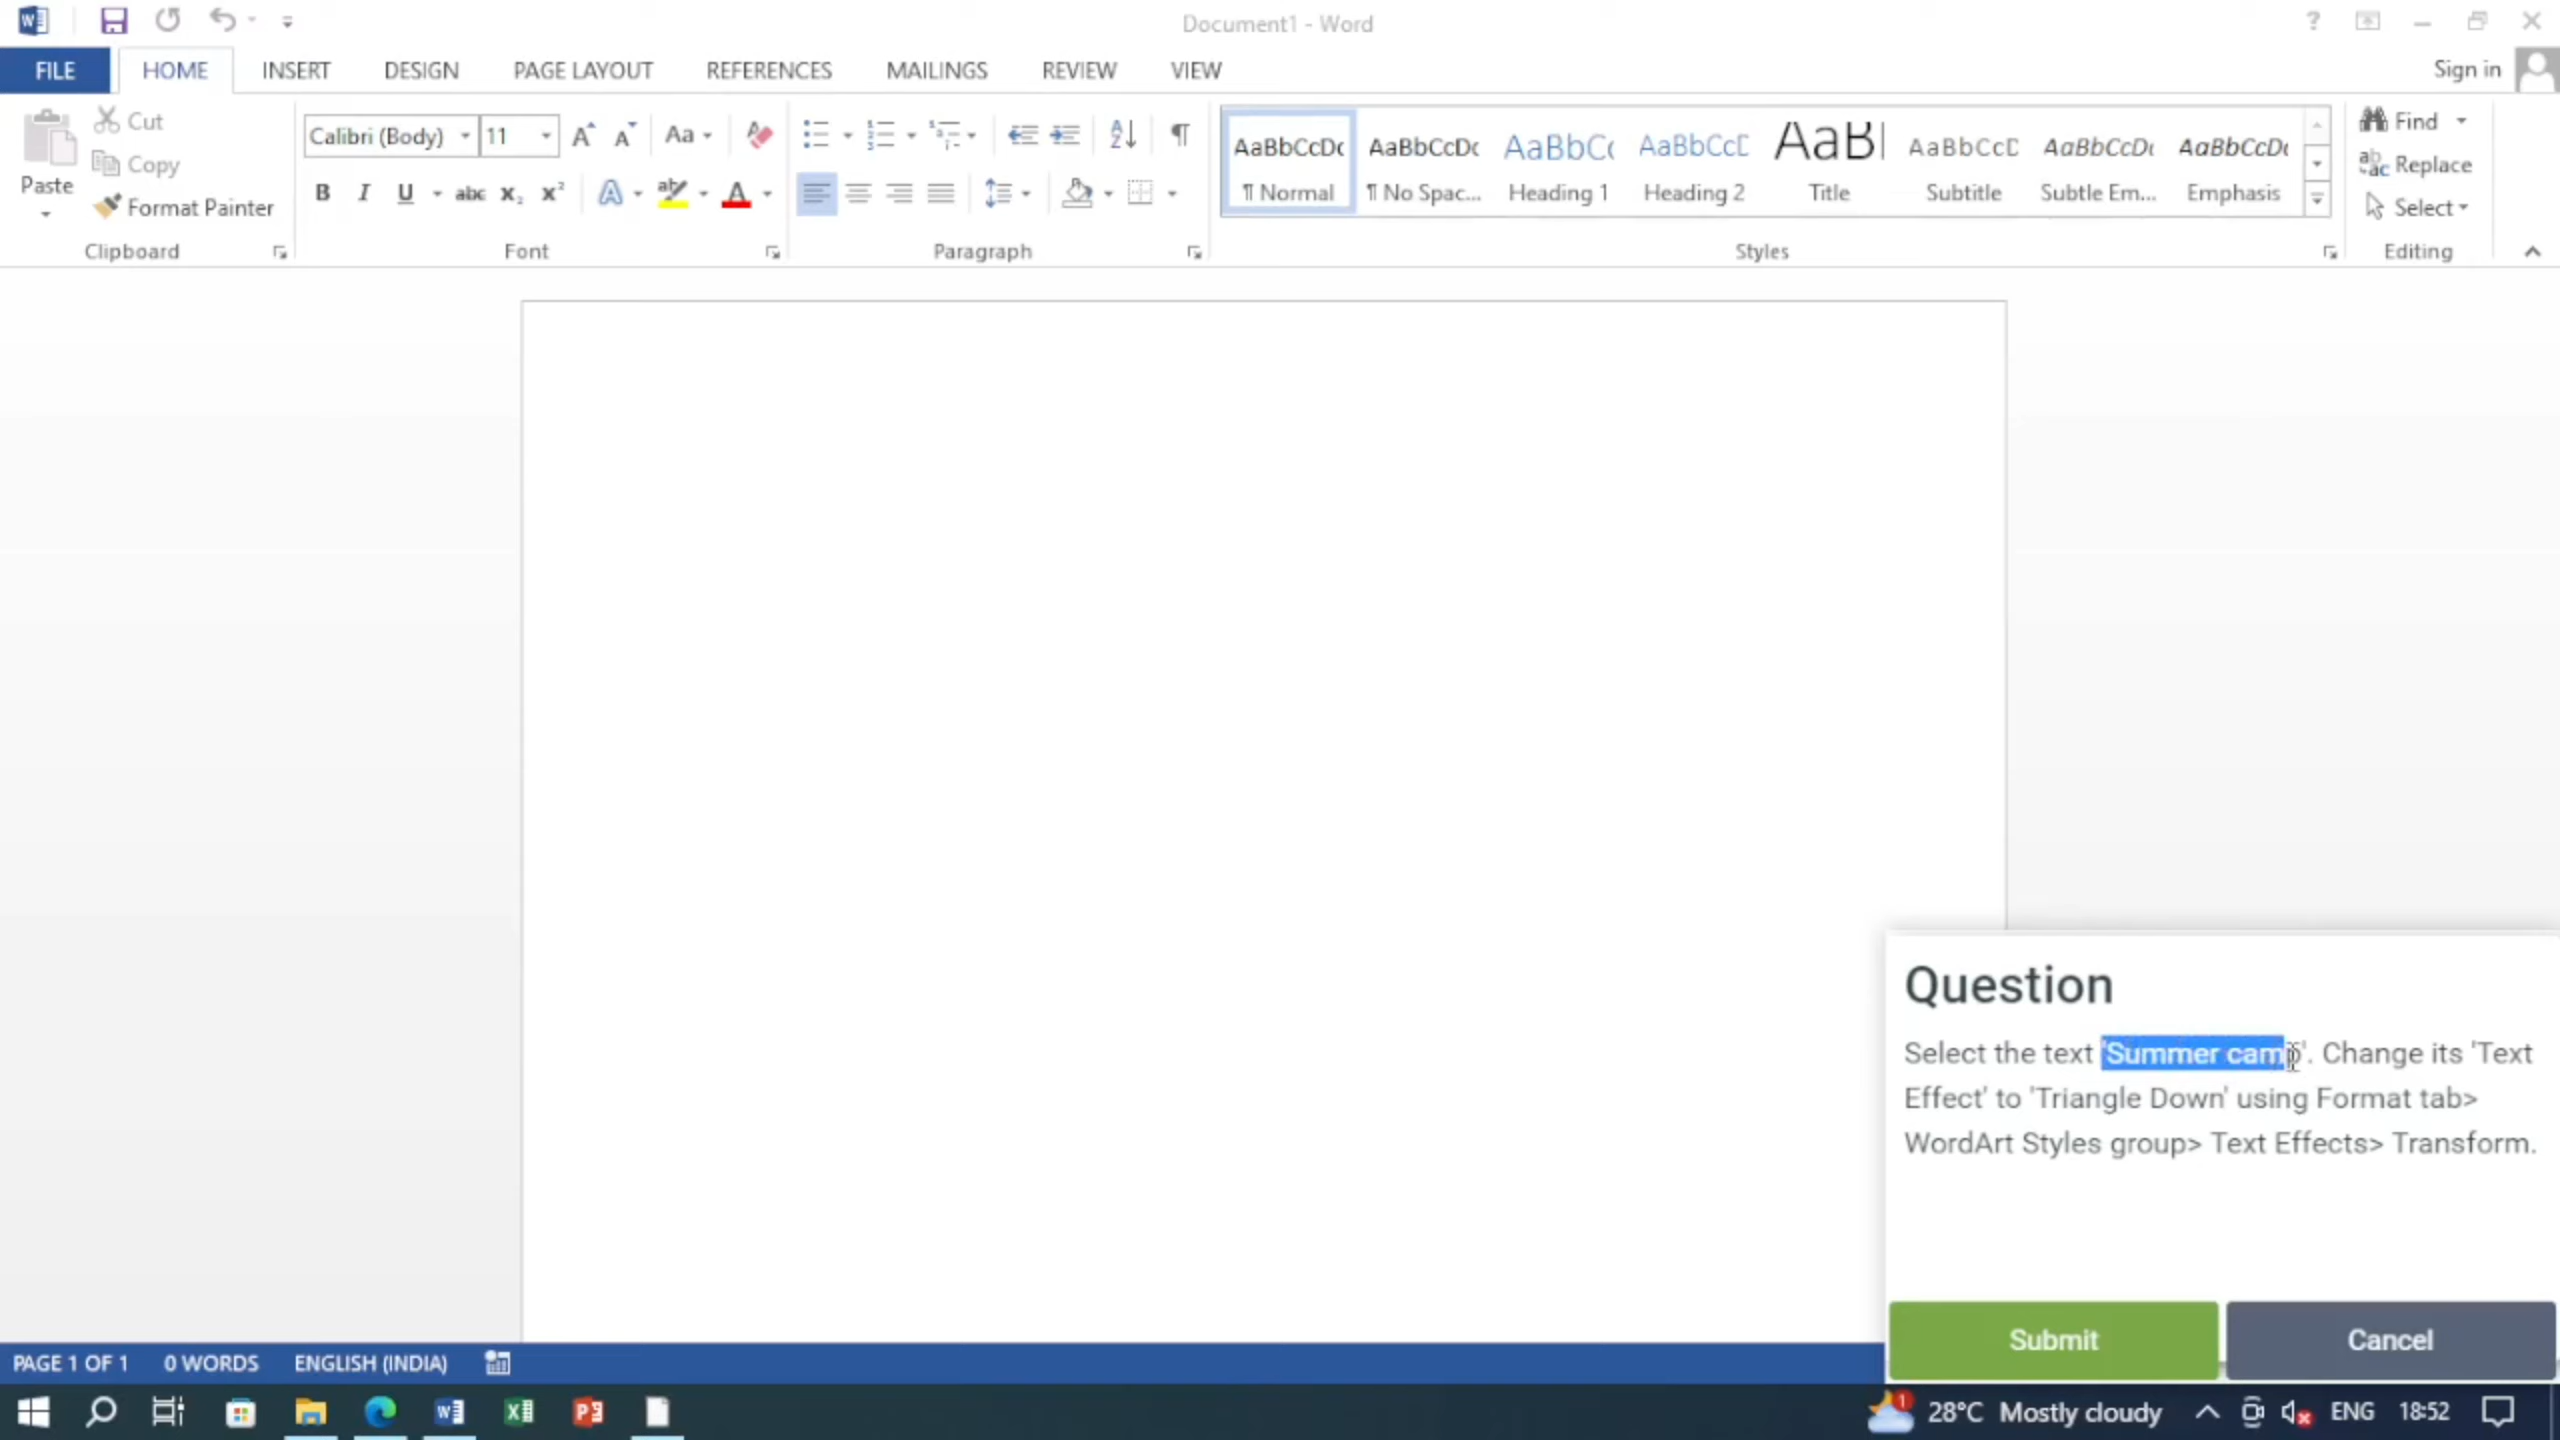 Document1 - Word
FILE HOME INSERT DESIGN PAGE LAYOUT REFERENCES MAILINGS REVIEW VIEW Sign in
Paste
Cut
Copy
Format Painter
Clipboard
Calibri (Body) 11
Font
Paragraph
AaBbCcDc AaBbCcDc AaBbC AaBbCcD AaB AaBbCcD AaBbCcDc AaBbCcDc
¶ Normal ¶ No Spac... Heading 1 Heading 2 Title Subtitle Subtle Em... Emphasis
Styles
Find
Replace
Select
Editing
Question
Select the text 'Summer camp'. Change its 'Text
Effect' to 'Triangle Down' using Format tab>
WordArt Styles group> Text Effects> Transform.
Submit Cancel
PAGE 1 OF 1 0 WORDS ENGLISH (INDIA)
28°C Mostly cloudy ENG 18:52